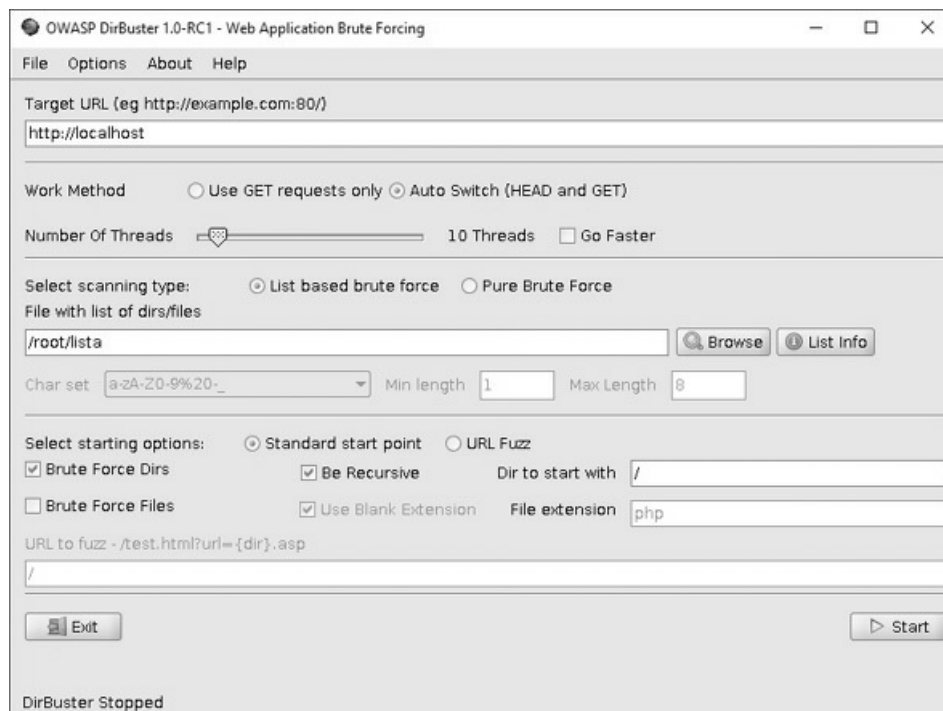 OWASP DirBuster 1.0-RC1 - Web Application Brute Forcing
File Options About Help
Target URL (eg http://example.com:80/)
http://localhost
Work Method Use GET requests only Auto Switch (HEAD and GET)
Number Of Threads 10 Threads Go Faster
Select scanning type: List based brute force Pure Brute Force
File with list of dirs/files
/root/lista Browse List Info
Char set a-zA-Z0-9%20-_ Min length 1 Max Length 8
Select starting options: Standard start point URL Fuzz
Brute Force Dirs Be Recursive Dir to start with /
Brute Force Files Use Blank Extension File extension php
URL to fuzz - /test.html?url={dir}.asp
/
Exit Start
DirBuster Stopped